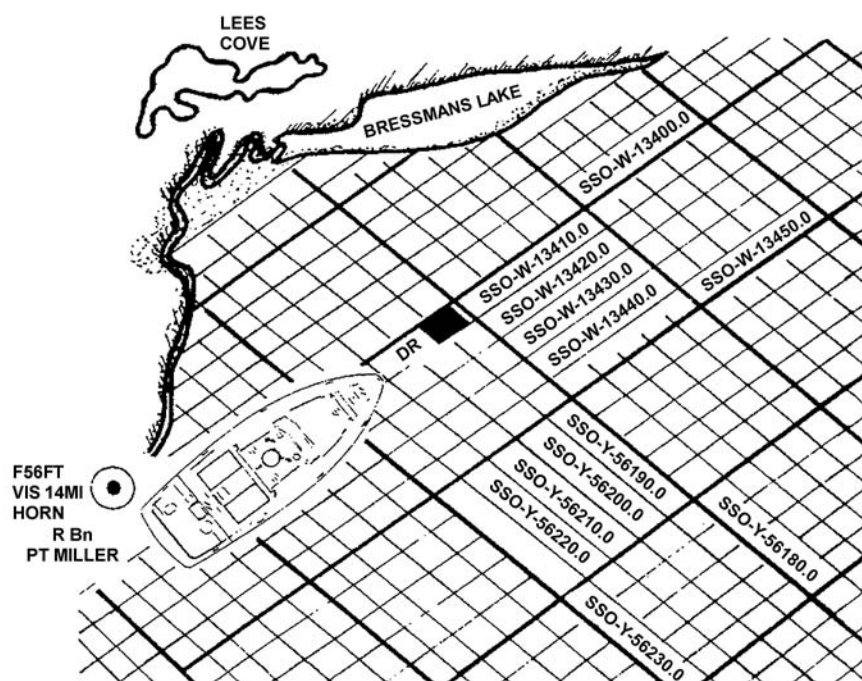 LEES
COVE
BRESSMANS LAKE
SSO-W-13400.0
SSO-W-13410.0
SSO-W-13420.0
SSO-W-13430.0
SSO-W-13440.0
SSO-W-13450.0
DR
F56FT
VIS 14MI
HORN
R Bn
PT MILLER
SSO-Y-56190.0
SSO-Y-56200.0
SSO-Y-56210.0
SSO-Y-56220.0
SSO-Y-56180.0
SSO-Y-56230.0